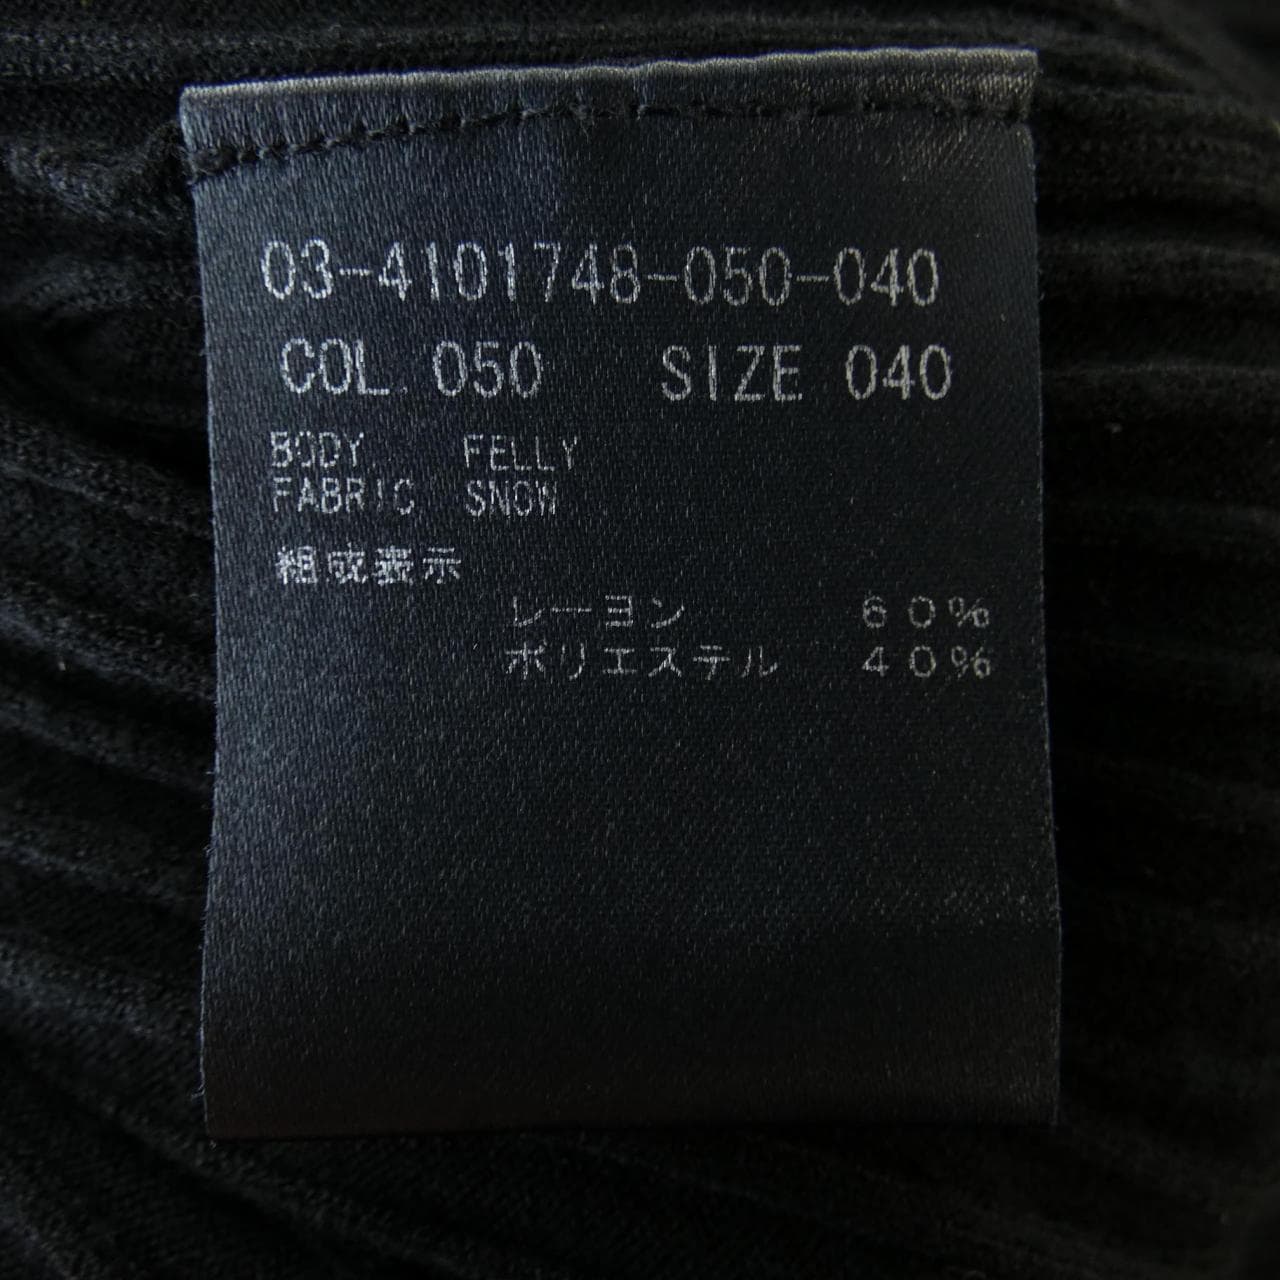 03-4101748-050-040
COL. 050 SIZE 040
BODY FELLY
FABRIC SNOW
組成表示
レーヨン 60%
ポリエステル 40%